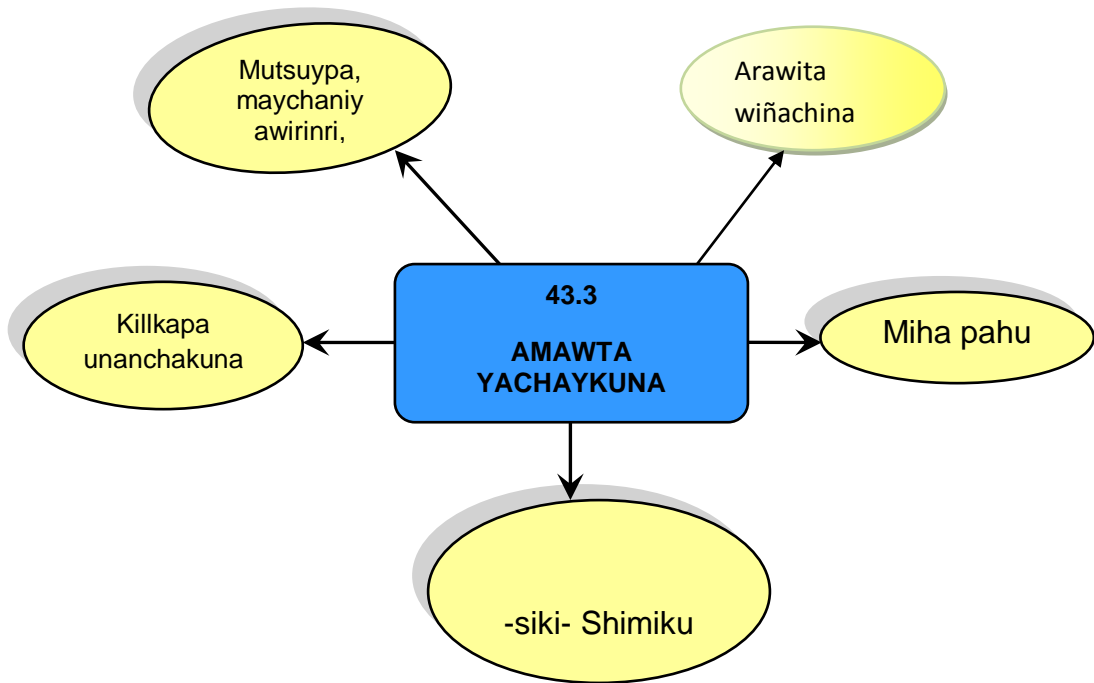 Mutsuypa,
maychaniy
awirinri,
Arawita
wiñachina
43.3
AMAWTA
YACHAYKUNA
Killkapa
unanchakuna
Miha pahu
-siki- Shimiku